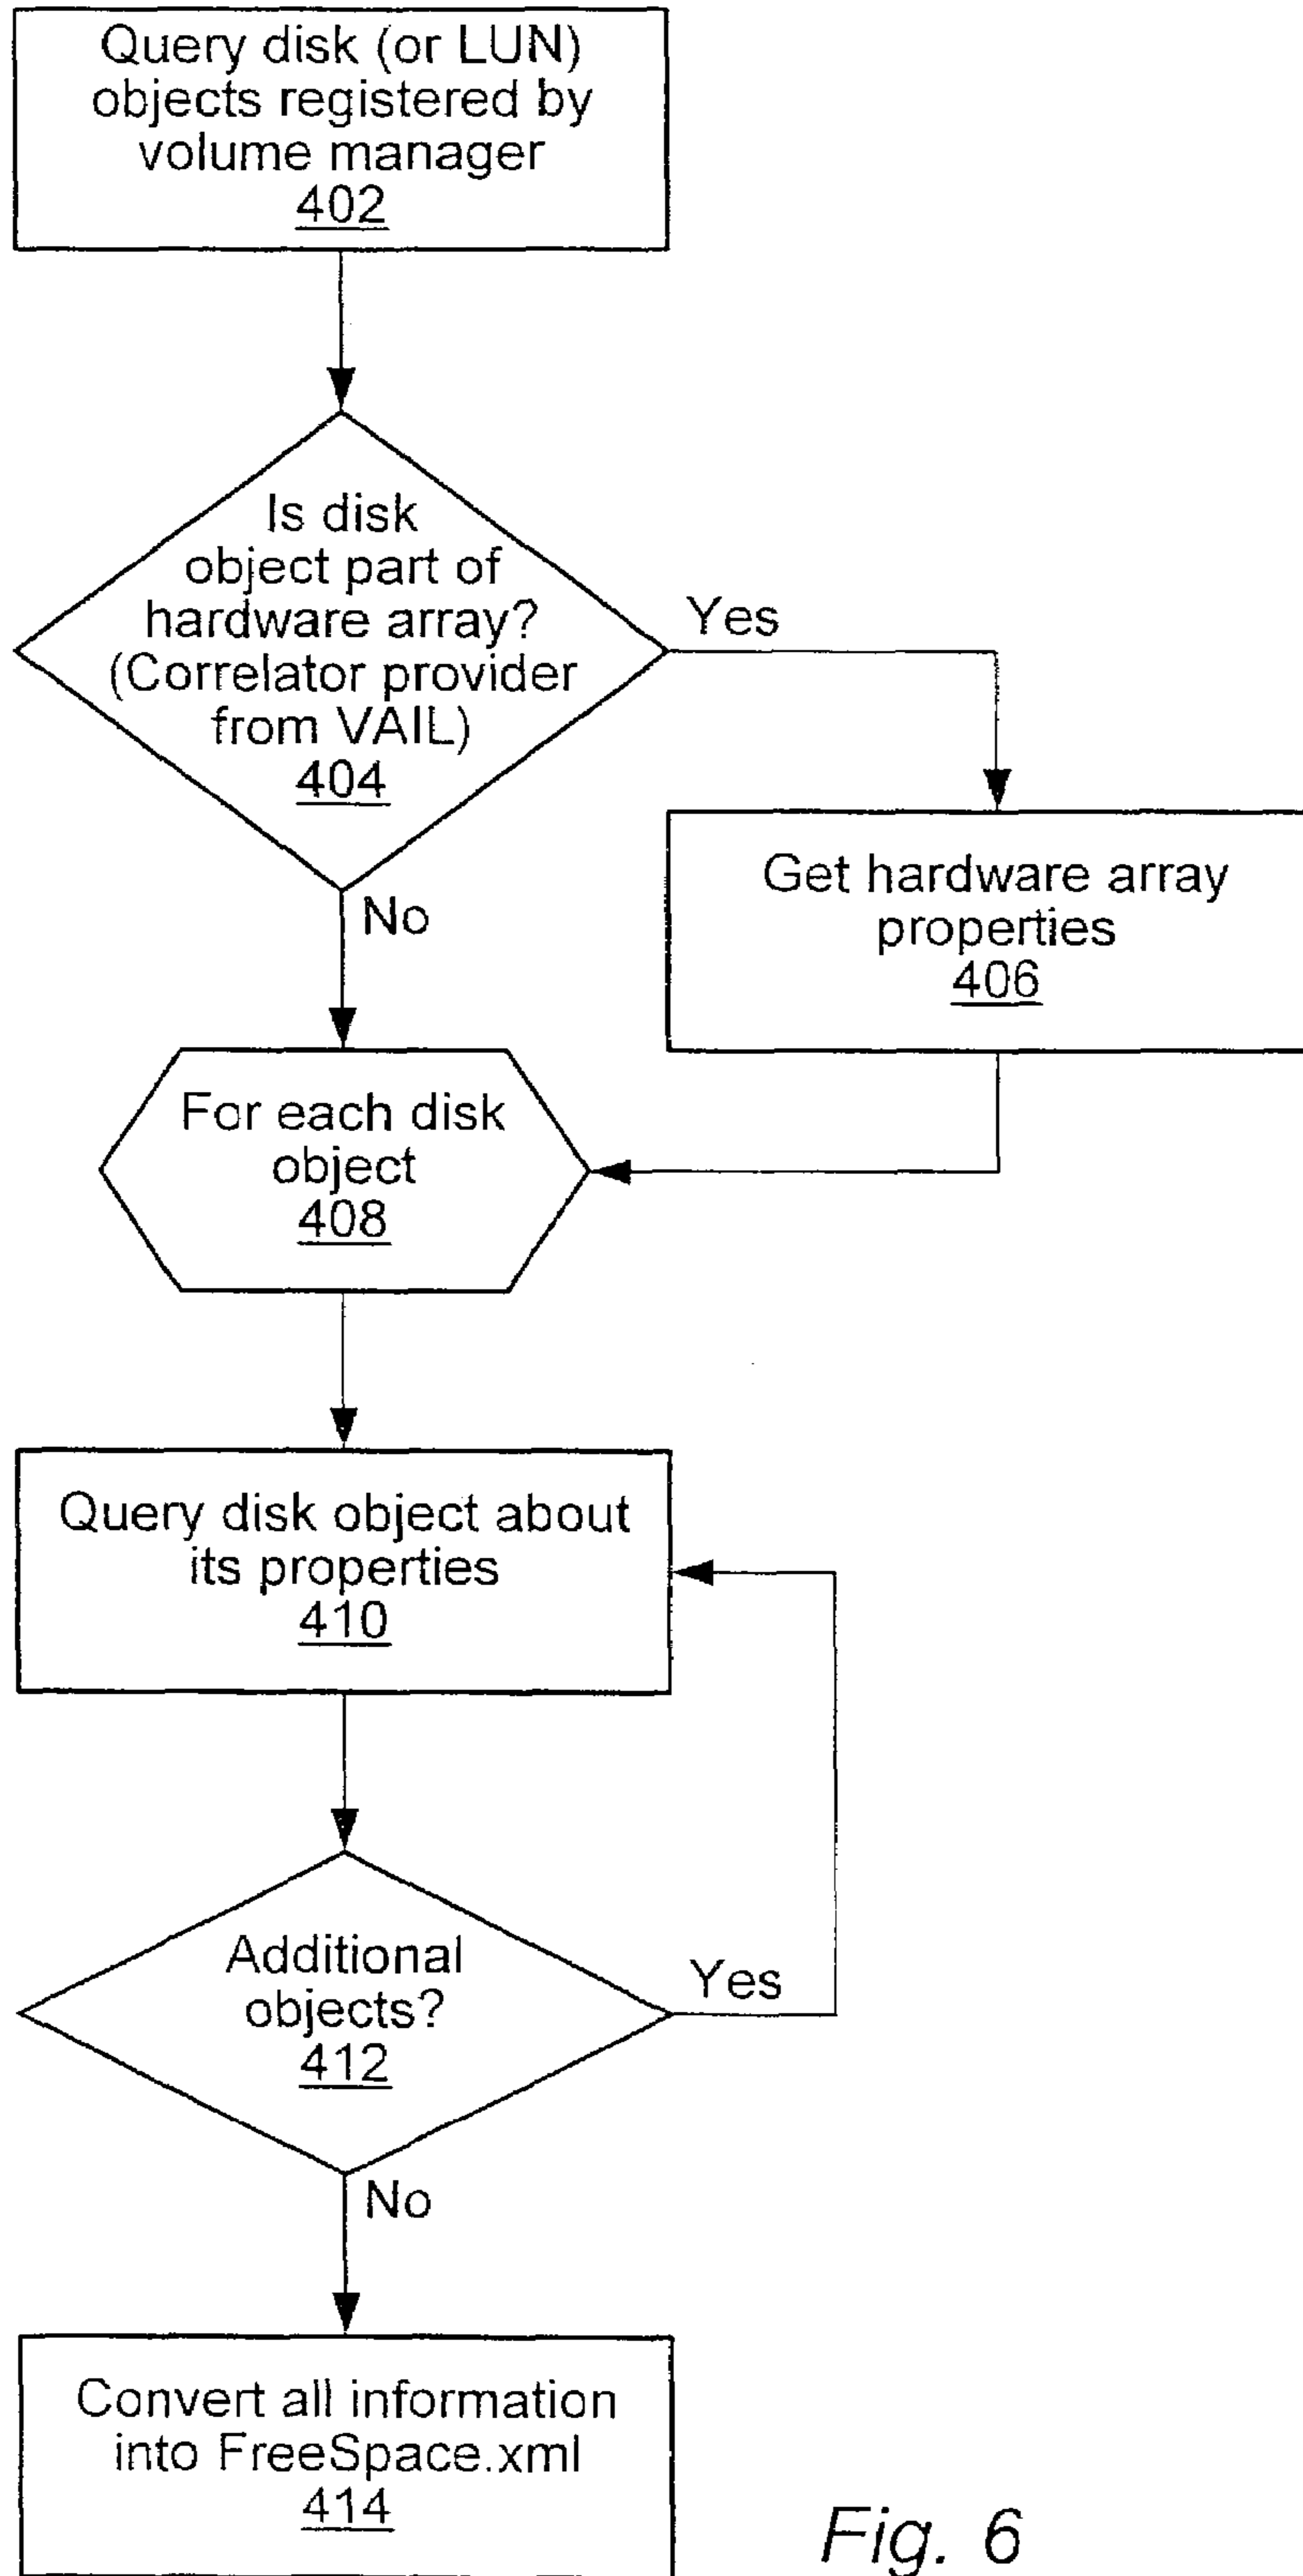 Query disk (or LUN)
objects registered by
volume manager
402
Is disk
object part of
hardware array?
(Correlator provider
from VAIL)
404
Yes
No
Get hardware array
properties
406
For each disk
object
408
Query disk object about
its properties
410
Additional
objects?
412
Yes
No
Convert all information
into FreeSpace.xml
414
Fig. 6